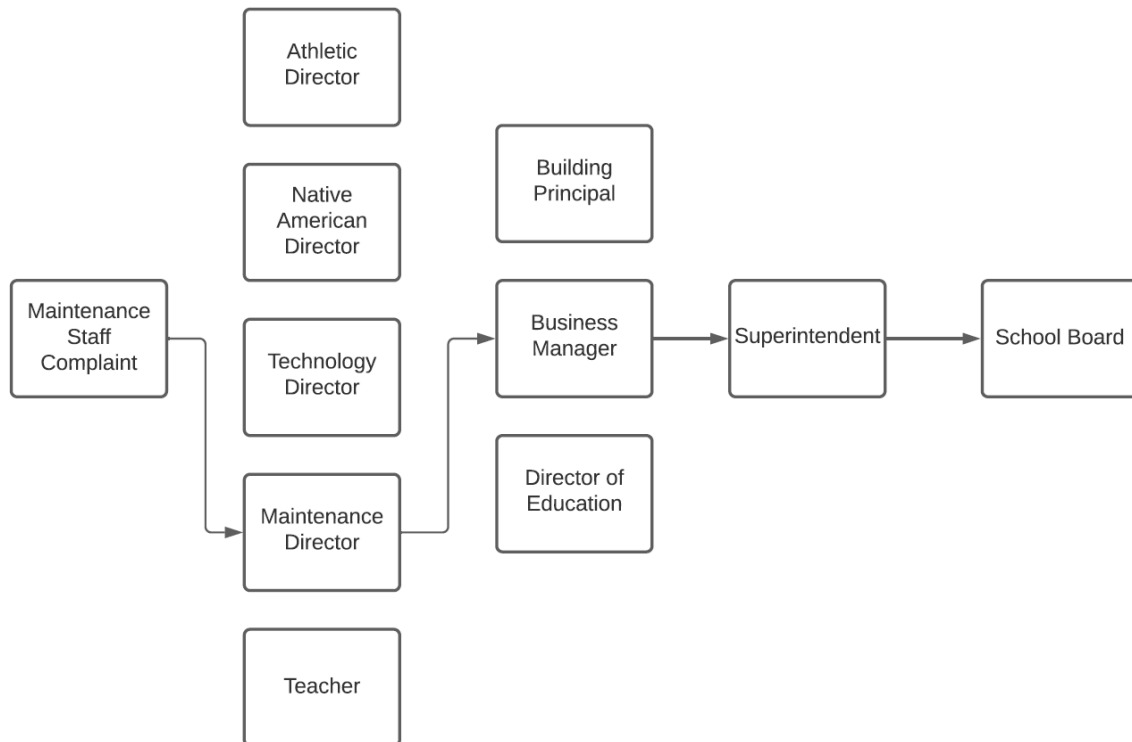 Athletic
Director
Native
American
Director
Technology
Director
Maintenance
Director
Teacher
Maintenance
Staff
Complaint
Building
Principal
Business
Manager
Director of
Education
Superintendent
School Board